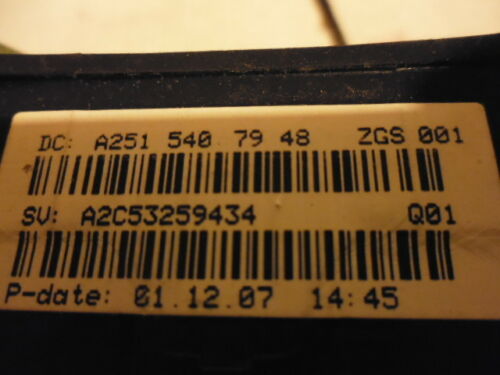 DC: A251 540 79 48 ZGS 001
SV: A2C53259434 Q01
P-date: 01.12.07 14:45